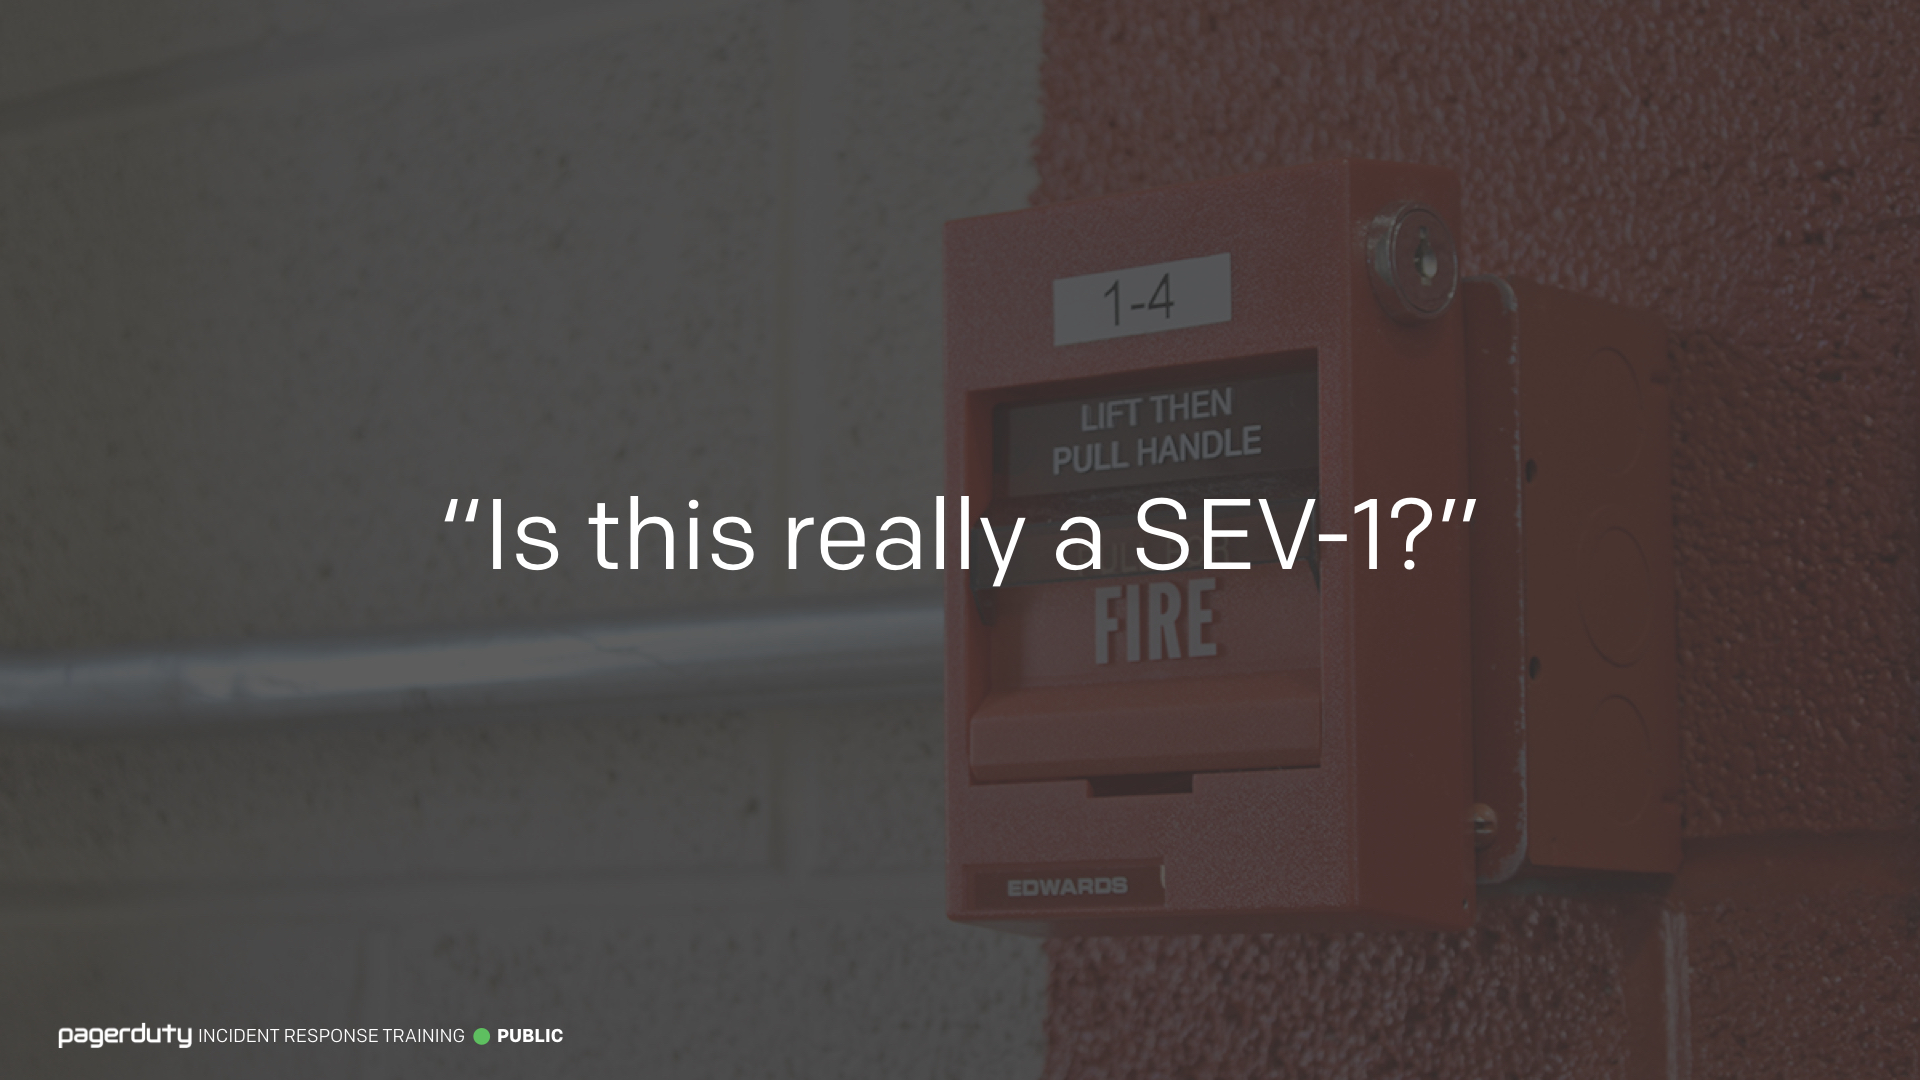 1-4
LIFT THEN
PULL HANDLE
“Is this really a SEV-1?”
FIRE
EDWARDS
pagerduty INCIDENT RESPONSE TRAINING PUBLIC